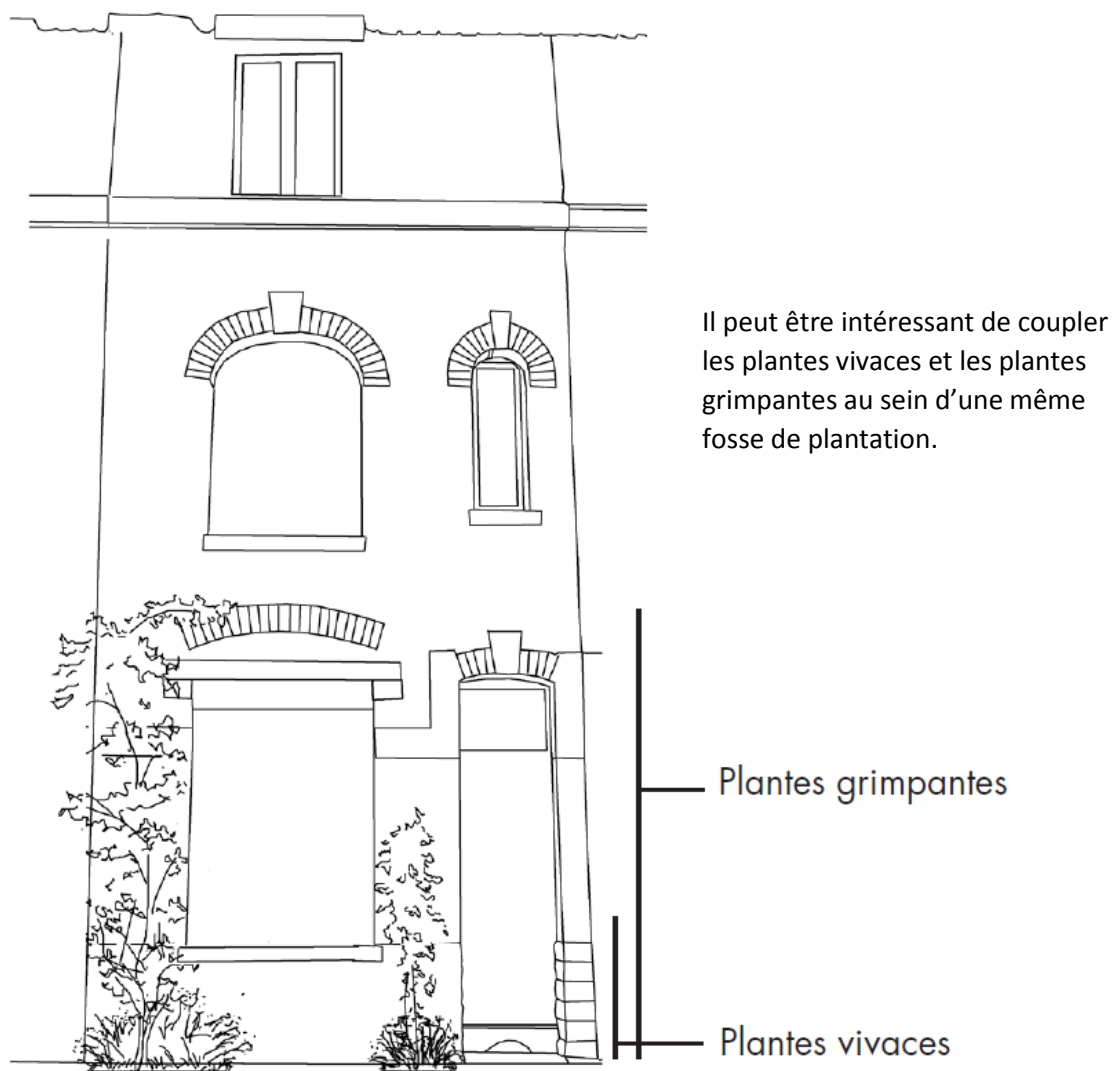 Il peut être intéressant de coupler
les plantes vivaces et les plantes
grimpantes au sein d’une même
fosse de plantation.
Plantes grimpantes
Plantes vivaces